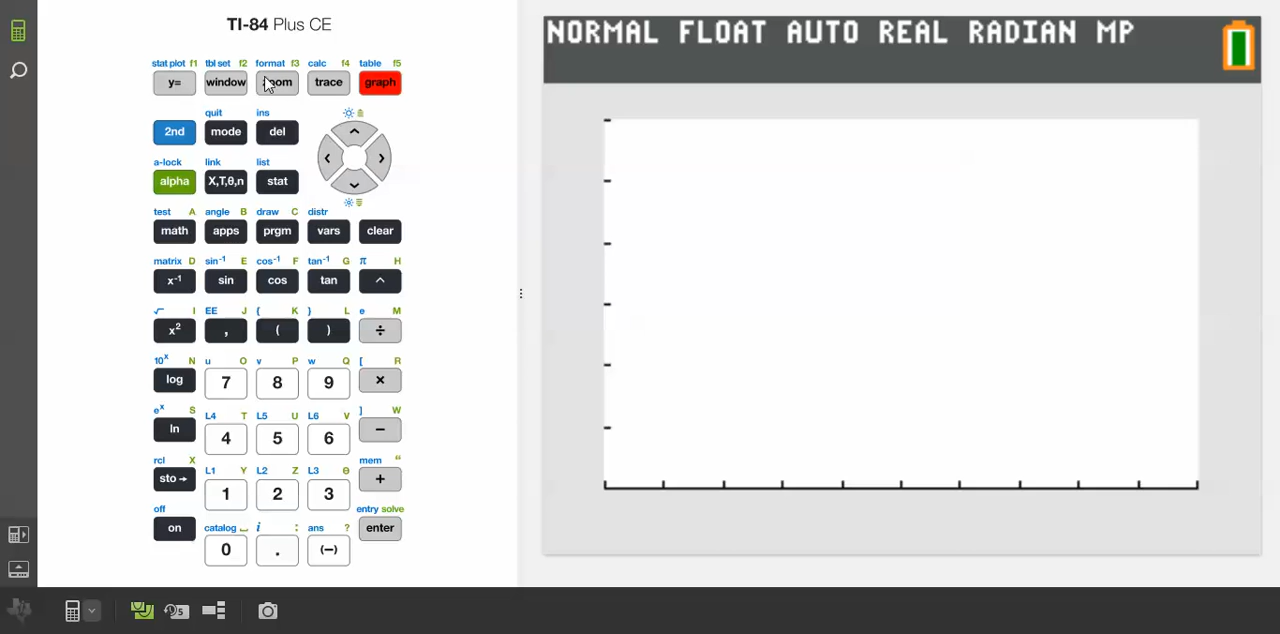 TI-84 Plus CE
NORMAL FLOAT AUTO REAL RADIAN MP
stat plot f1 tbl set f2 format f3 calc f4 table f5
y= window zoom trace graph
quit ins
2nd mode del
a-lock link list
alpha X,T,θ,n stat
test A angle B draw C distr
math apps prgm vars clear
matrix D sin⁻¹ E cos⁻¹ F tan⁻¹ G π H
x⁻¹ sin cos tan ^
√ I EE J { K } L e M
x² , ( ) ÷
10ˣ N u O v P w Q [ R
log 7 8 9 ×
eˣ S L4 T L5 U L6 V ] W
ln 4 5 6 −
rcl X L1 Y L2 Z L3 θ mem “
sto→ 1 2 3 +
off catalog ⎵ i : ans ? entry solve
on 0 . (−) enter